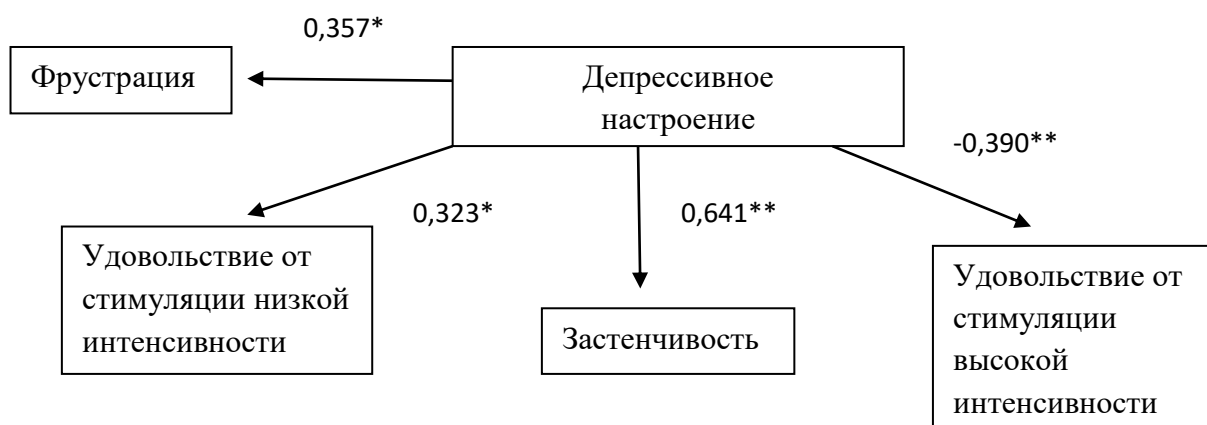 0,357*
Фрустрация
Депрессивное
настроение
-0,390**
0,323*
0,641**
Удовольствие от
стимуляции низкой
интенсивности
Застенчивость
Удовольствие от
стимуляции
высокой
интенсивности